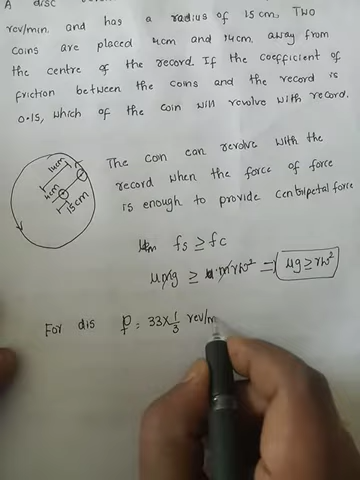 A disc
rev/min. and has a radius of 15cm, Two
coins are placed 4cm and 14cm away from
the centre of the record. If the coefficient of
friction between the coins and the record is
0.15, which of the coin will revolve with record.
The coin can revolve with the
record when the force of force
is enough to provide centripetal force
14cm
4cm
15cm
fs ≥ fc
μmg ≥ m rω² ⇒ μg ≥ rω²
For dis f = 33 × 1/3 rev/m